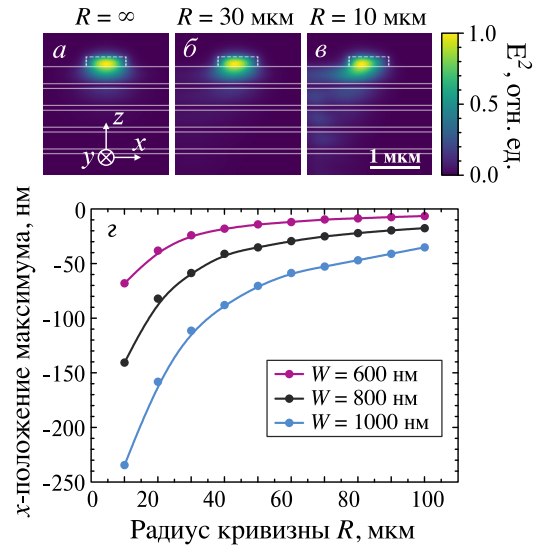 R = ∞
R = 30 мкм
R = 10 мкм
а
б
в
z
y
x
1 мкм
1.0
0.5
0.0
E², отн. ед.
г
x-положение максимума, нм
0
-50
-100
-150
-200
-250
W = 600 нм
W = 800 нм
W = 1000 нм
0 20 40 60 80 100
Радиус кривизны R, мкм